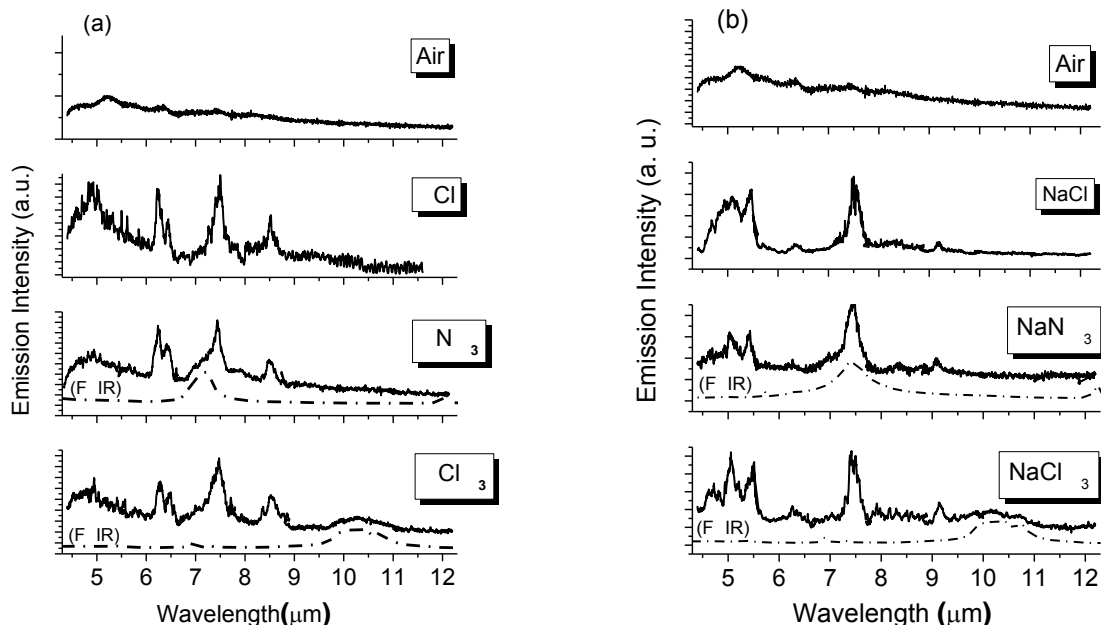 (a)
Air
Cl
N 3
(F IR)
Cl 3
(F IR)
5 6 7 8 9 10 11 12
Wavelength(μm)
Emission Intensity (a.u.)
(b)
Air
NaCl
NaN 3
(F IR)
NaCl 3
(F IR)
5 6 7 8 9 10 11 12
Wavelength (μm)
Emission Intensity (a. u.)